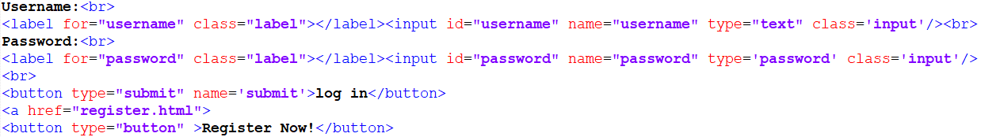 Username:<br>
<label for="username" class="label"></label><input id="username" name="username" type="text" class='input'/><br>
Password:<br>
<label for="password" class="label"></label><input id="password" name="password" type='password' class='input'/>
<br>
<button type="submit" name='submit'>log in</button>
<a href="register.html">
<button type="button" >Register Now!</button>